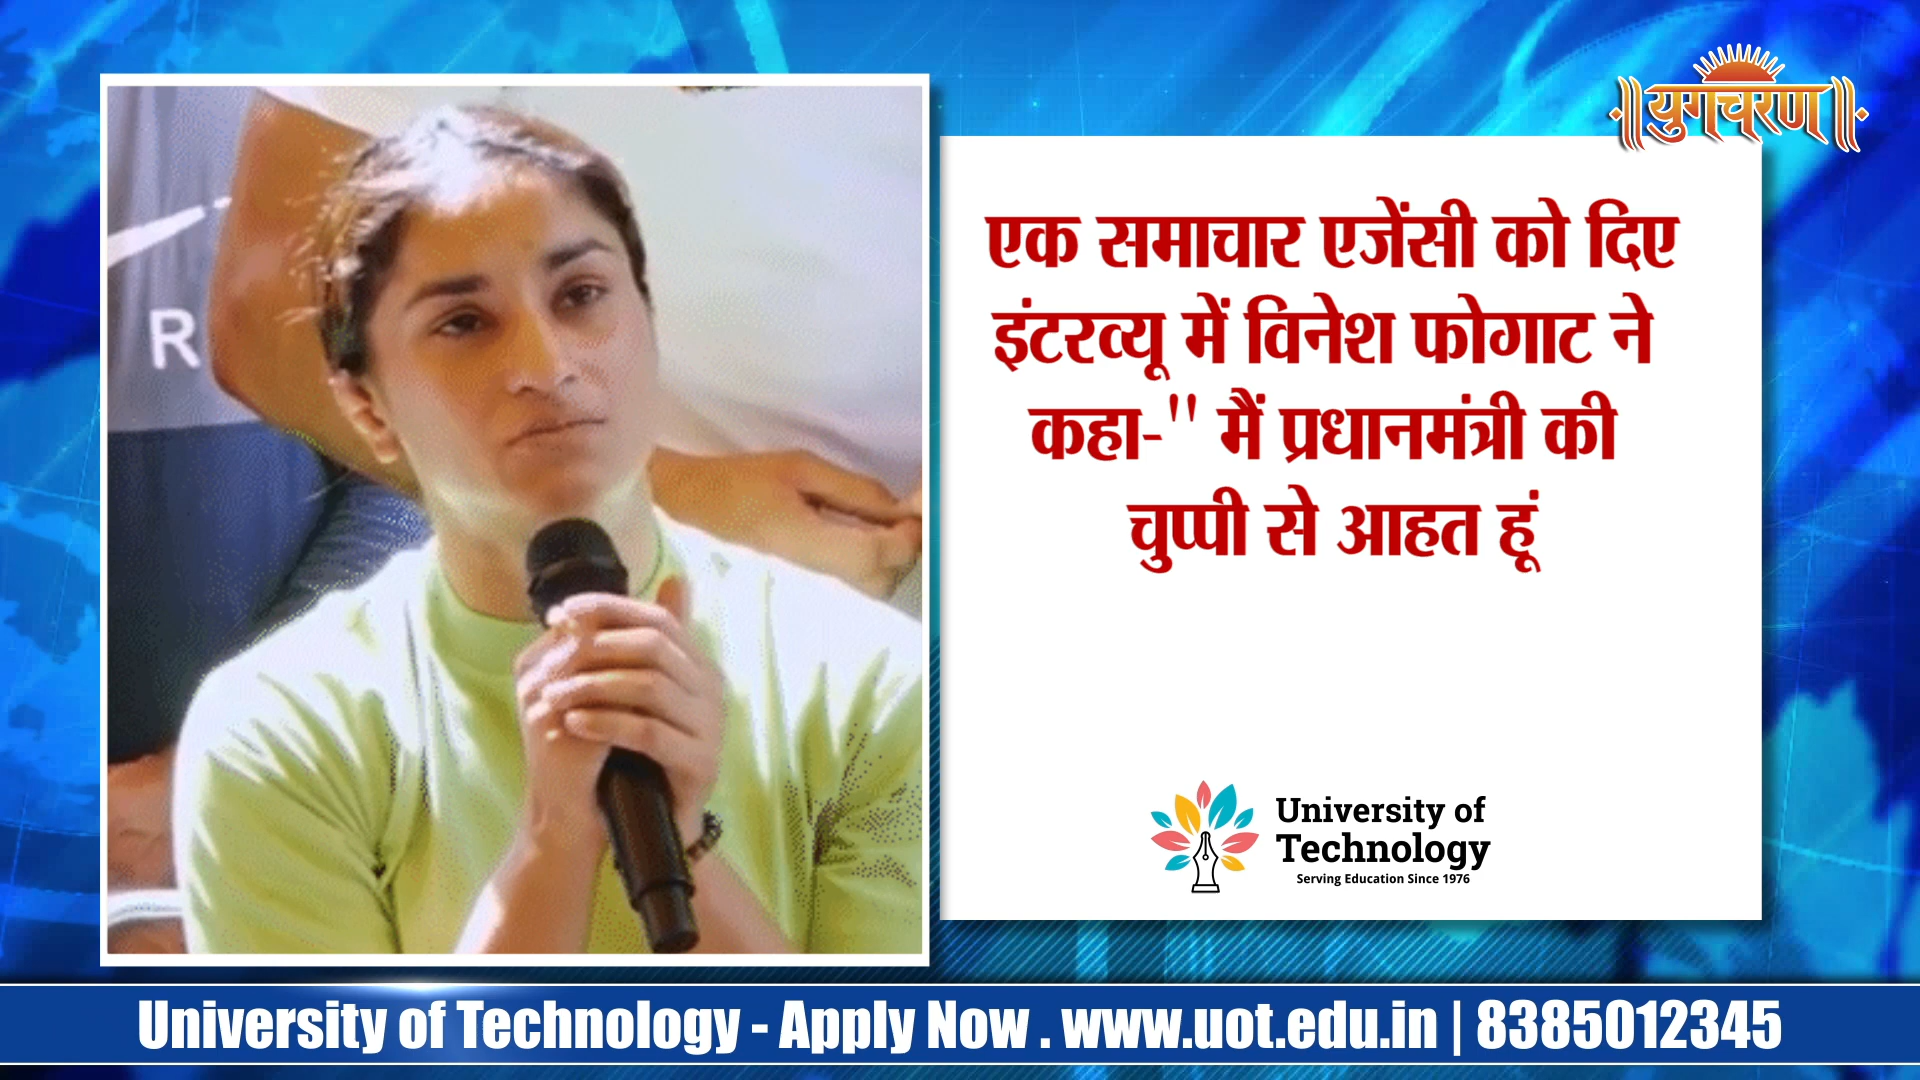 ॥युगचरण॥
R
एक समाचार एजेंसी को दिए
इंटरव्यू में विनेश फोगाट ने
कहा-" मैं प्रधानमंत्री की
चुप्पी से आहत हूं
University of
Technology
Serving Education Since 1976
University of Technology - Apply Now . www.uot.edu.in | 8385012345